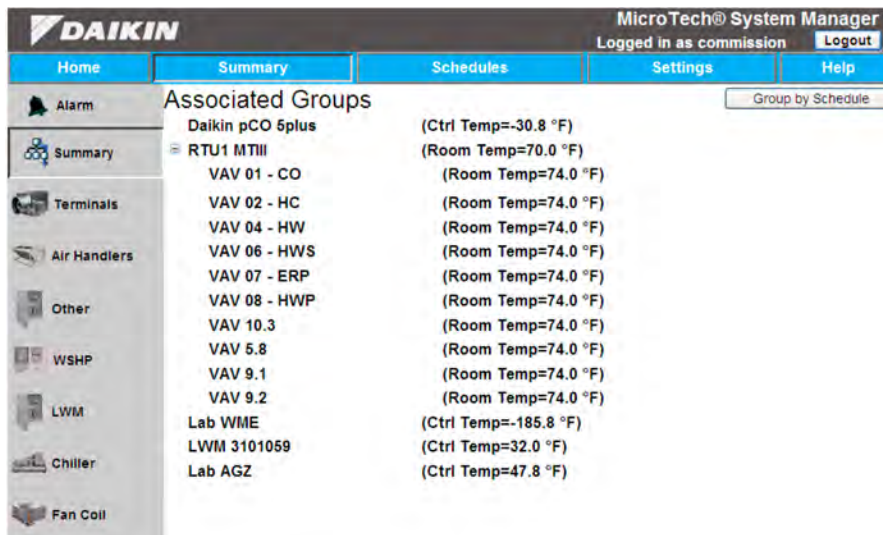 DAIKIN
MicroTech® System Manager
Logged in as commission Logout
Home Summary Schedules Settings Help
Alarm
Summary
Terminals
Air Handlers
Other
WSHP
LWM
Chiller
Fan Coil
Associated Groups
Group by Schedule
Daikin pCO 5plus (Ctrl Temp=-30.8 °F)
RTU1 MTIII (Room Temp=70.0 °F)
VAV 01 - CO (Room Temp=74.0 °F)
VAV 02 - HC (Room Temp=74.0 °F)
VAV 04 - HW (Room Temp=74.0 °F)
VAV 06 - HWS (Room Temp=74.0 °F)
VAV 07 - ERP (Room Temp=74.0 °F)
VAV 08 - HWP (Room Temp=74.0 °F)
VAV 10.3 (Room Temp=74.0 °F)
VAV 5.8 (Room Temp=74.0 °F)
VAV 9.1 (Room Temp=74.0 °F)
VAV 9.2 (Room Temp=74.0 °F)
Lab WME (Ctrl Temp=-185.8 °F)
LWM 3101059 (Ctrl Temp=32.0 °F)
Lab AGZ (Ctrl Temp=47.8 °F)